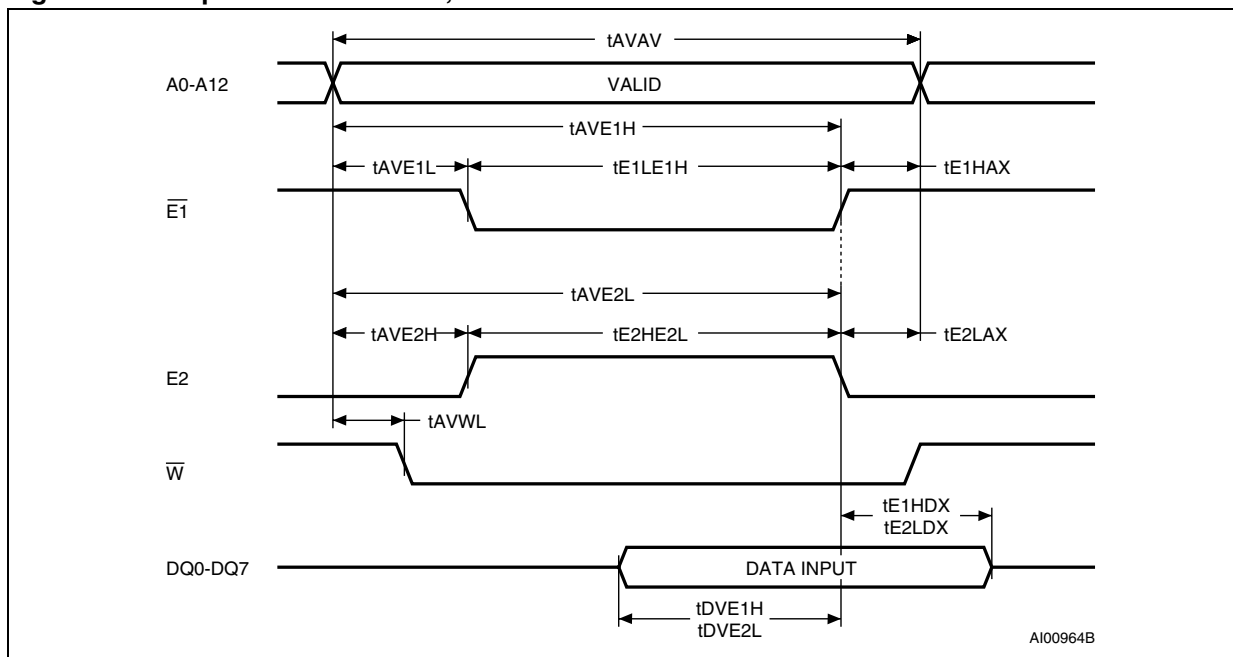 tAVAV
A0-A12
VALID
tAVE1H
tAVE1L
tE1LE1H
tE1HAX
E1
tAVE2L
tAVE2H
tE2HE2L
tE2LAX
E2
tAVWL
W
tE1HDX
tE2LDX
DQ0-DQ7
DATA INPUT
tDVE1H
tDVE2L
AI00964B